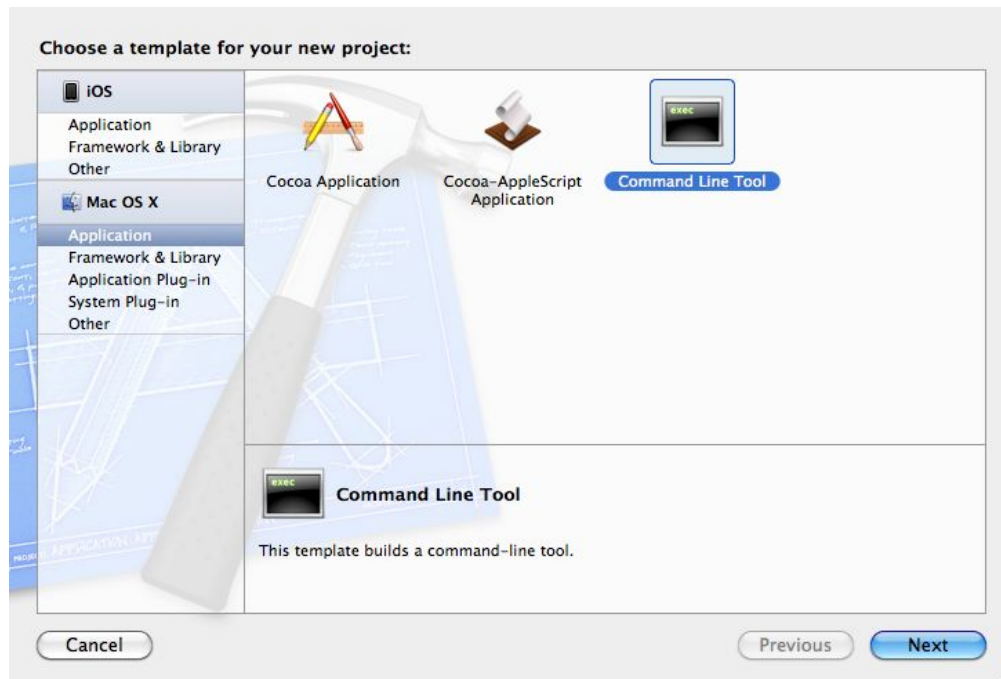 Choose a template for your new project:
iOS
Application
Framework & Library
Other
Mac OS X
Application
Framework & Library
Application Plug-in
System Plug-in
Other
Cocoa Application
Cocoa-AppleScript
Application
exec
Command Line Tool
exec
Command Line Tool
This template builds a command-line tool.
Cancel
Previous
Next